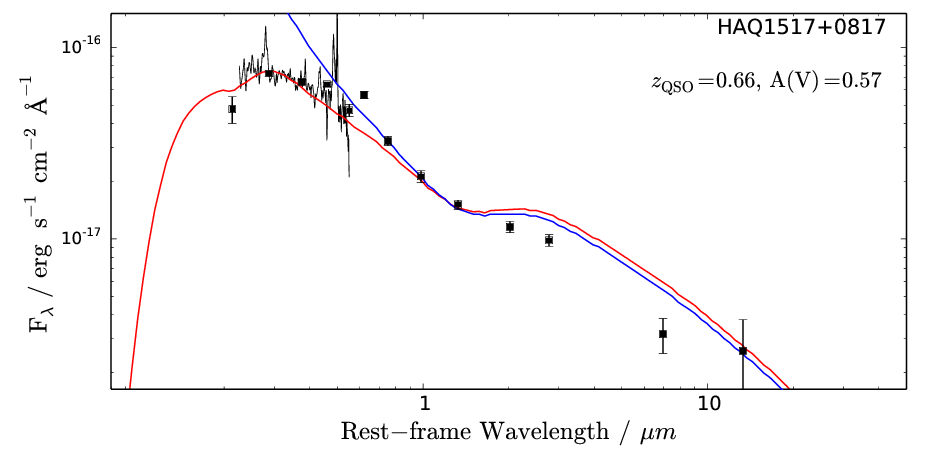 HAQ1517+0817
z_QSO=0.66, A(V)=0.57
10^-16
10^-17
F_λ / erg s^−1 cm^−2 Å^−1
1
10
Rest−frame Wavelength / μm